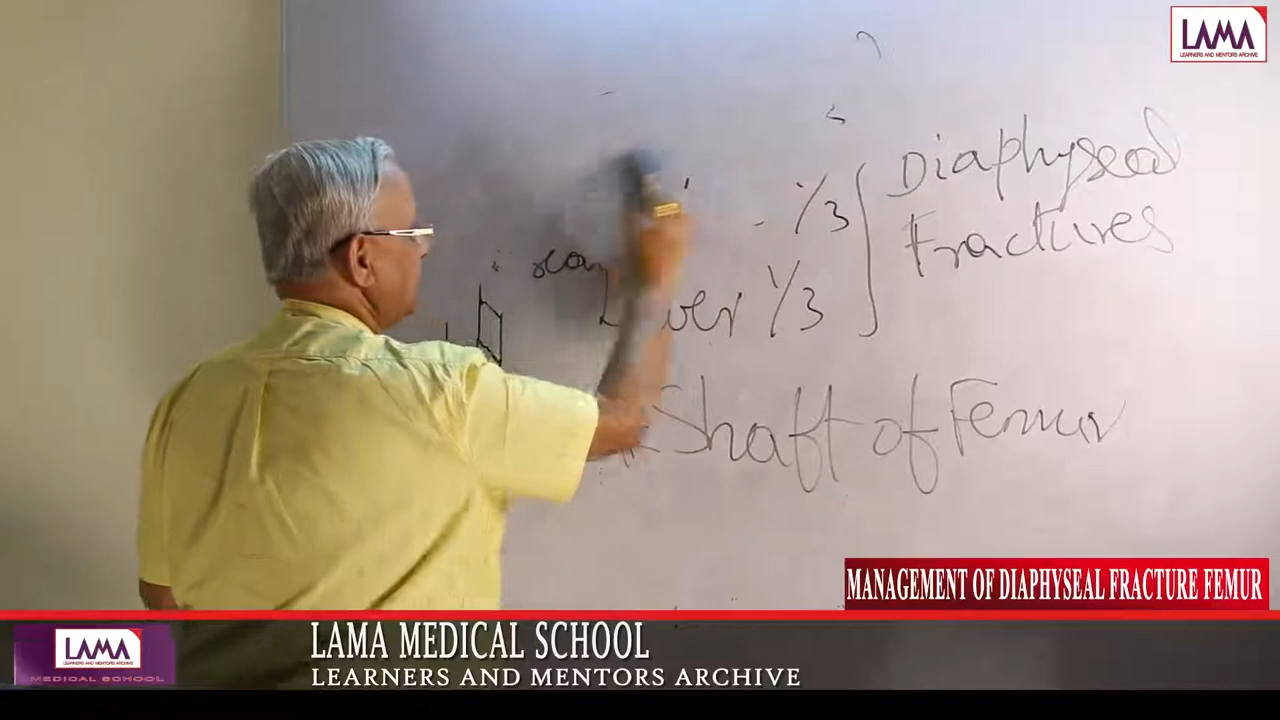 LAMA
LEARNERS AND MENTORS ARCHIVE
Diaphyseal
Fractures
1/3
1/3
Shaft of Femur
MANAGEMENT OF DIAPHYSEAL FRACTURE FEMUR
LAMA MEDICAL SCHOOL
LEARNERS AND MENTORS ARCHIVE
LAMA
LEARNERS AND MENTORS ARCHIVE
MEDICAL SCHOOL